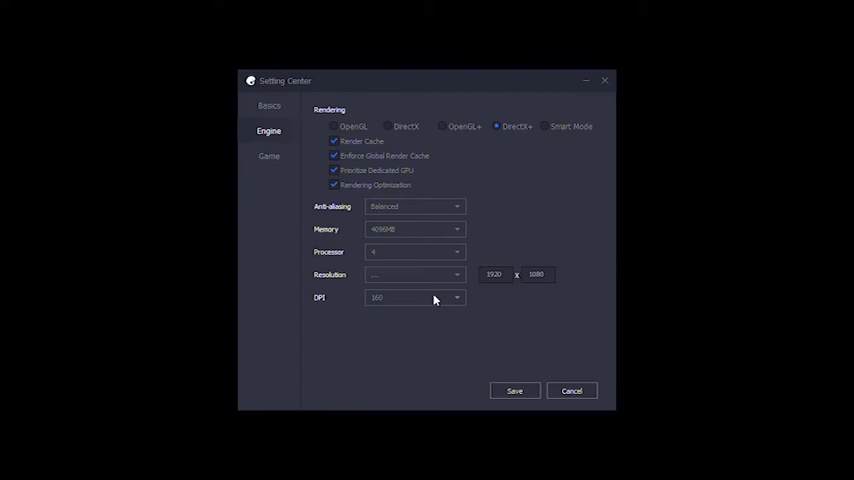 Setting Center
Basics
Engine
Game
Rendering
OpenGL DirectX OpenGL+ DirectX+ Smart Mode
Render Cache
Enforce Global Render Cache
Prioritize Dedicated GPU
Rendering Optimization
Anti-aliasing Balanced
Memory 4096MB
Processor 4
Resolution ... 1920 x 1080
DPI 160
Save Cancel